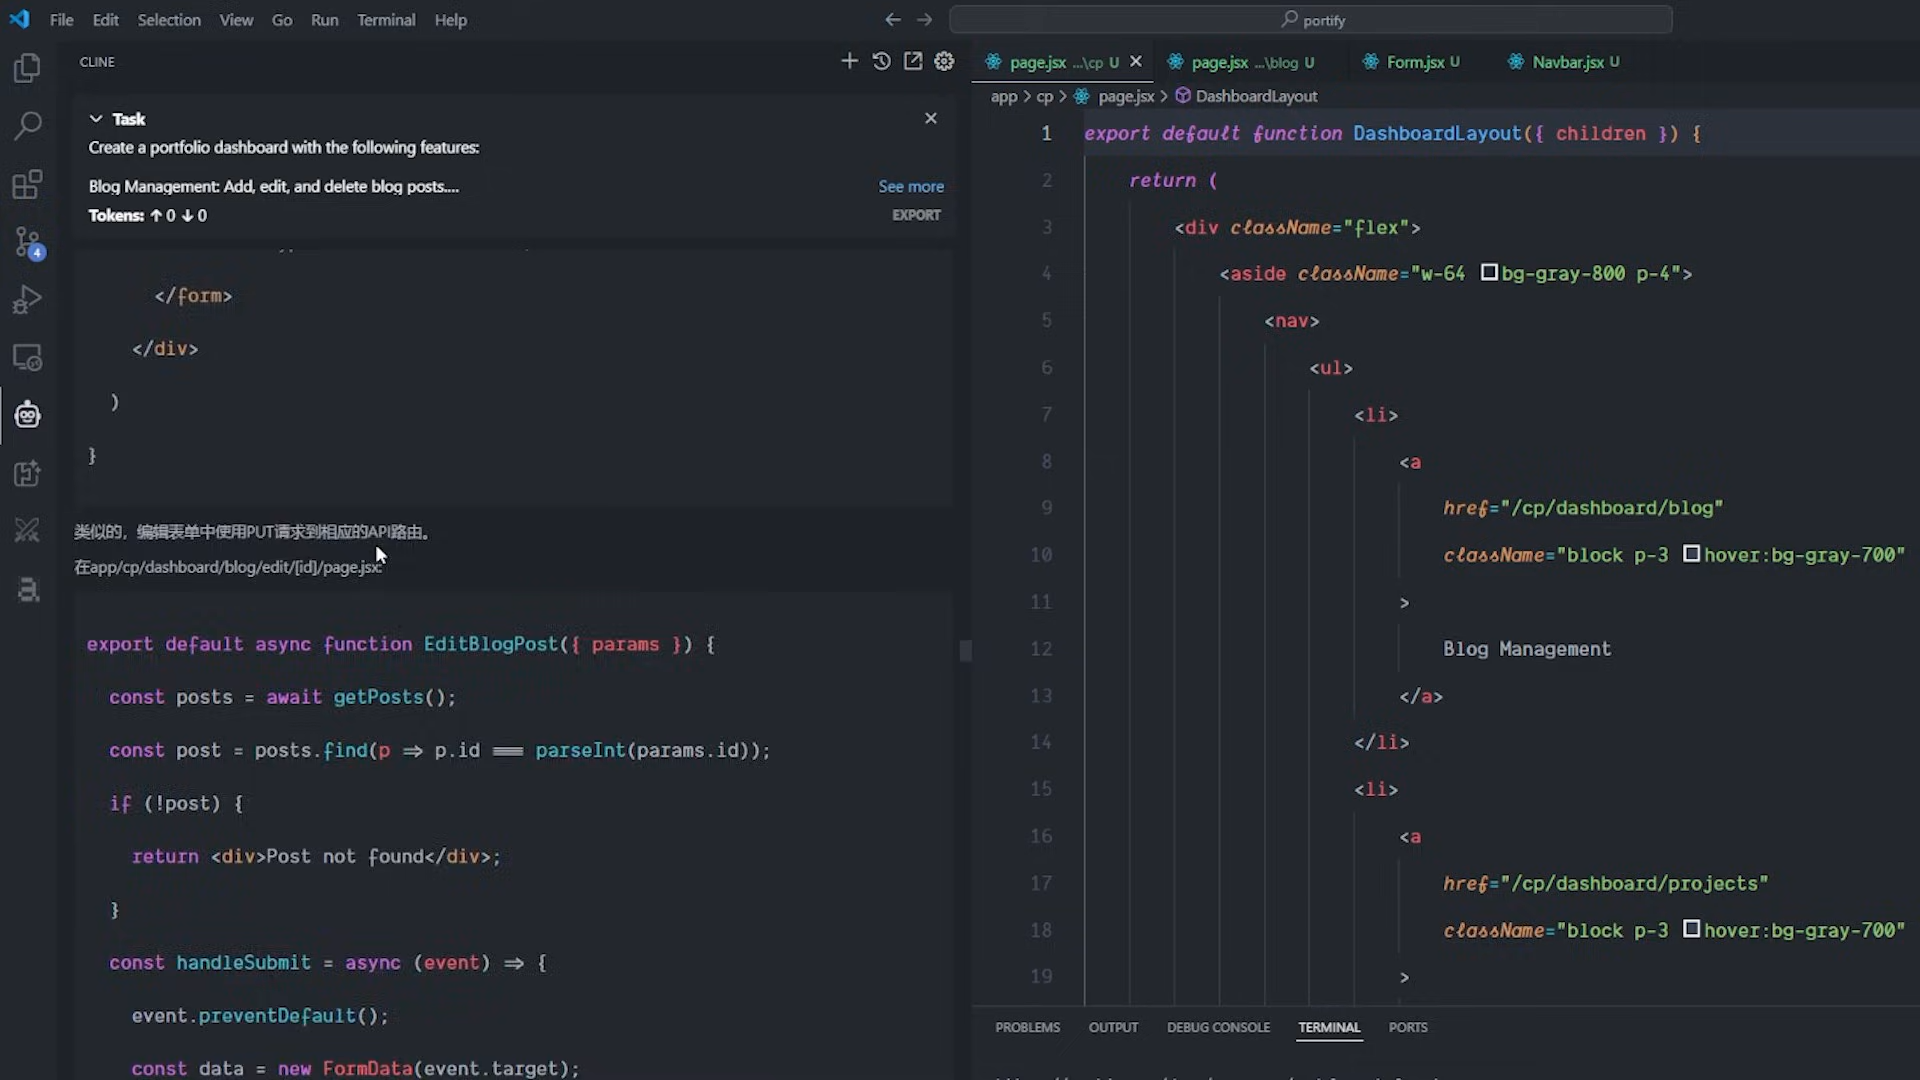 File Edit Selection View Go Run Terminal Help
portify
CLINE
Task
Create a portfolio dashboard with the following features:
Blog Management: Add, edit, and delete blog posts....
See more
Tokens: ↑ 0 ↓ 0
EXPORT
</form>
</div>
)
}
类似的，编辑表单中使用PUT请求到相应的API路由。
在app/cp/dashboard/blog/edit/[id]/page.jsx:
export default async function EditBlogPost({ params }) {
const posts = await getPosts();
const post = posts.find(p => p.id === parseInt(params.id));
if (!post) {
return <div>Post not found</div>;
}
const handleSubmit = async (event) => {
event.preventDefault();
const data = new FormData(event.target);
4
page.jsx ...\cp U
page.jsx ...\blog U
Form.jsx U
Navbar.jsx U
app > cp > page.jsx > DashboardLayout
1 export default function DashboardLayout({ children }) {
2 return (
3 <div className="flex">
4 <aside className="w-64 bg-gray-800 p-4">
5 <nav>
6 <ul>
7 <li>
8 <a
9 href="/cp/dashboard/blog"
10 className="block p-3 hover:bg-gray-700"
11 >
12 Blog Management
13 </a>
14 </li>
15 <li>
16 <a
17 href="/cp/dashboard/projects"
18 className="block p-3 hover:bg-gray-700"
19 >
PROBLEMS OUTPUT DEBUG CONSOLE TERMINAL PORTS